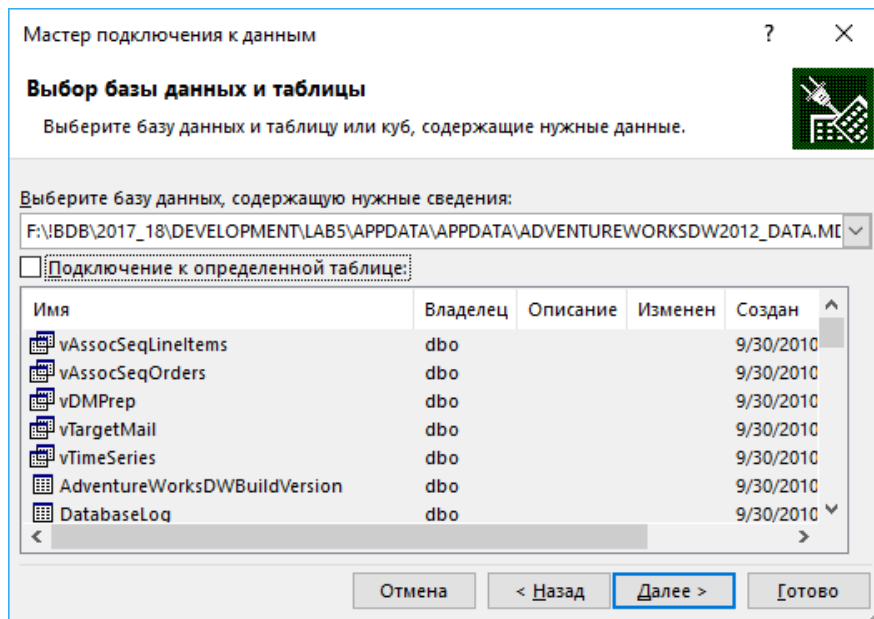 Мастер подключения к данным ?
Выбор базы данных и таблицы
Выберите базу данных и таблицу или куб, содержащие нужные данные.
Выберите базу данных, содержащую нужные сведения:
F:\!BDB\2017_18\DEVELOPMENT\LAB5\APPDATA\APPDATA\ADVENTUREWORKSDW2012_DATA.MD
Подключение к определенной таблице:
Имя Владелец Описание Изменен Создан
vAssocSeqLineItems dbo 9/30/2010
vAssocSeqOrders dbo 9/30/2010
vDMPrep dbo 9/30/2010
vTargetMail dbo 9/30/2010
vTimeSeries dbo 9/30/2010
AdventureWorksDWBuildVersion dbo 9/30/2010
DatabaseLog dbo 9/30/2010
Отмена < Назад Далее > Готово